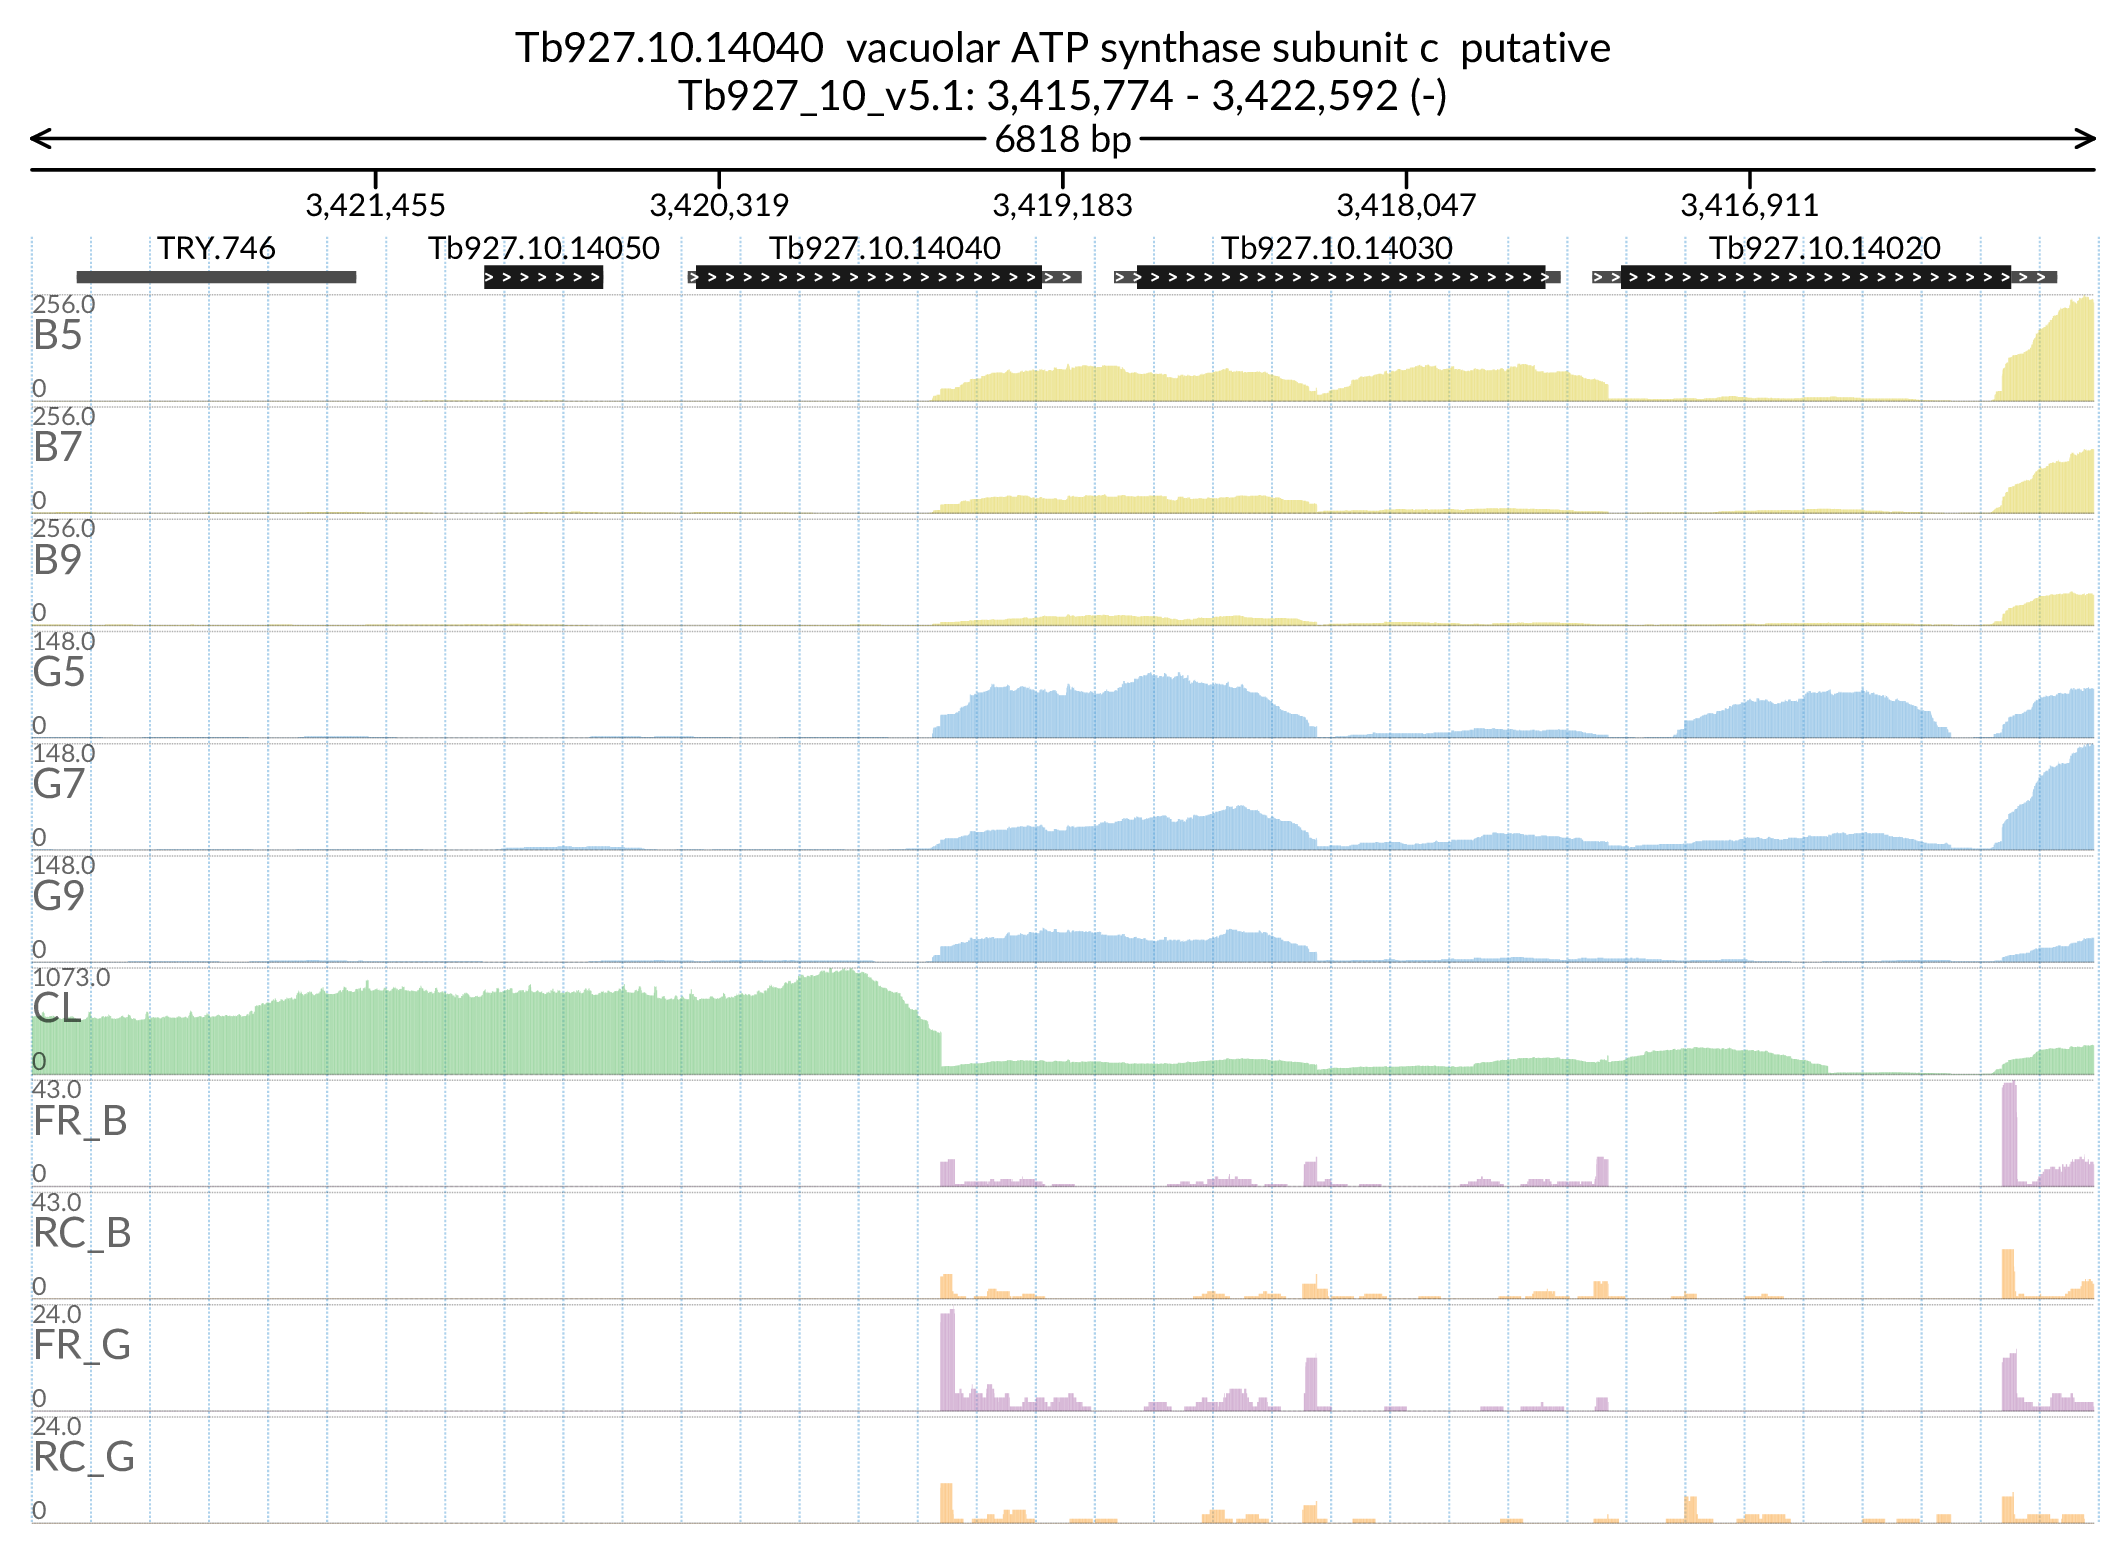 Tb927.10.14040  vacuolar ATP synthase subunit c  putative
Tb927_10_v5.1: 3,415,774 - 3,422,592 (-)
6818 bp
3,421,455 3,420,319 3,419,183 3,418,047 3,416,911
TRY.746 Tb927.10.14050 Tb927.10.14040 Tb927.10.14030 Tb927.10.14020
256.0
B5
0
256.0
B7
0
256.0
B9
0
148.0
G5
0
148.0
G7
0
148.0
G9
0
1073.0
CL
0
43.0
FR_B
0
43.0
RC_B
0
24.0
FR_G
0
24.0
RC_G
0